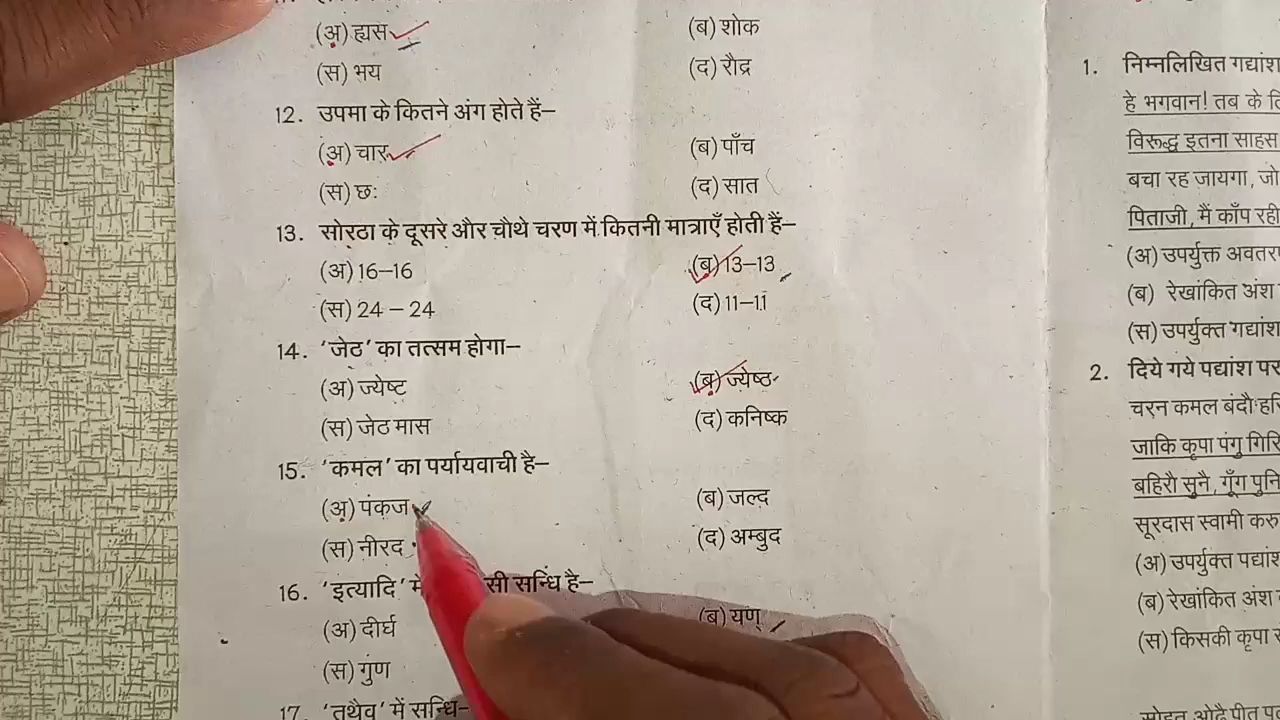 (अ) ह्यस
(ब) शोक
(स) भय
(द) रौद्र
12. उपमा के कितने अंग होते हैं–
(अ) चार
(ब) पाँच
(स) छः
(द) सात
13. सोरठा के दूसरे और चौथे चरण में कितनी मात्राएँ होती हैं–
(अ) 16–16
(ब) 13–13
(स) 24 – 24
(द) 11–11
14. 'जेठ' का तत्सम होगा–
(अ) ज्येष्ट
(ब) ज्येष्ठ
(स) जेठ मास
(द) कनिष्क
15. 'कमल' का पर्यायवाची है–
(अ) पंकज
(ब) जल्द
(स) नीरद
(द) अम्बुद
16. 'इत्यादि' में सी सन्धि है–
(अ) दीर्घ
(ब) यण्
(स) गुण
17. 'तथैव' में सन्धि–
1. निम्नलिखित गद्यांश
हे भगवान! तब के
विरूद्ध इतना साहस
बचा रह जायगा, जो
पिताजी, मैं काँप रही
(अ) उपर्युक्त
(ब) रेखांकित अंश
(स) उपर्युक्त गद्यांश
2. दिये गये पद्यांश पर
चरन कमल बंदौ हरि
जाकि कृपा पंगु गिरि
बहिरौ सुनै, गूँग पुनि
सूरदास स्वामी
(अ) उपर्युक्त पद्यांश
(ब) रेखांकित अंश
(स) किसकी कृपा
सोहत ओढ़ै पीत